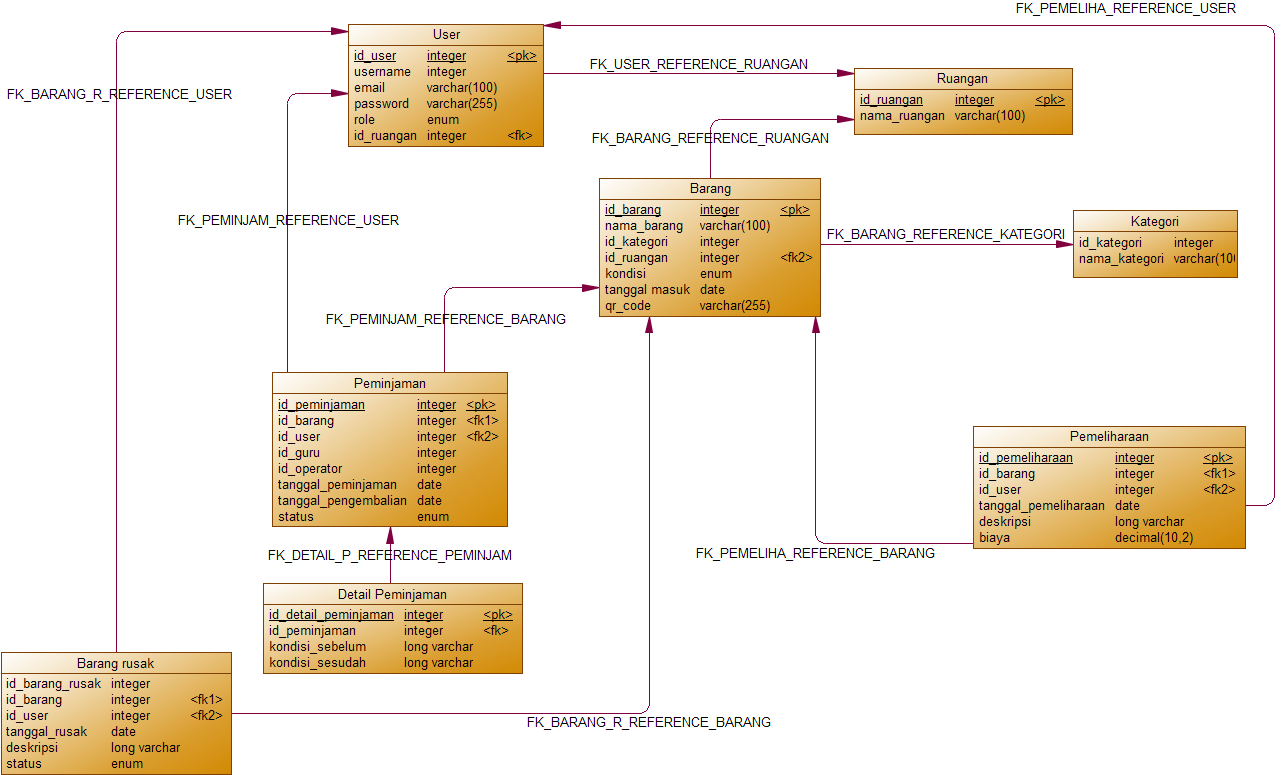 FK_PEMELIHA_REFERENCE_USER
User
id_user integer <pk>
username integer
email varchar(100)
password varchar(255)
role enum
id_ruangan integer <fk>
FK_USER_REFERENCE_RUANGAN
Ruangan
id_ruangan integer <pk>
nama_ruangan varchar(100)
FK_BARANG_R_REFERENCE_USER
FK_BARANG_REFERENCE_RUANGAN
Barang
id_barang integer <pk>
nama_barang varchar(100)
id_kategori integer
id_ruangan integer <fk2>
kondisi enum
tanggal masuk date
qr_code varchar(255)
FK_PEMINJAM_REFERENCE_USER
FK_BARANG_REFERENCE_KATEGORI
Kategori
id_kategori integer
nama_kategori varchar(10
FK_PEMINJAM_REFERENCE_BARANG
Peminjaman
id_peminjaman integer <pk>
id_barang integer <fk1>
id_user integer <fk2>
id_guru integer
id_operator integer
tanggal_peminjaman date
tanggal_pengembalian date
status enum
Pemeliharaan
id_pemeliharaan integer <pk>
id_barang integer <fk1>
id_user integer <fk2>
tanggal_pemeliharaan date
deskripsi long varchar
biaya decimal(10,2)
FK_DETAIL_P_REFERENCE_PEMINJAM
FK_PEMELIHA_REFERENCE_BARANG
Detail Peminjaman
id_detail_peminjaman integer <pk>
id_peminjaman integer <fk>
kondisi_sebelum long varchar
kondisi_sesudah long varchar
Barang rusak
id_barang_rusak integer
id_barang integer <fk1>
id_user integer <fk2>
tanggal_rusak date
deskripsi long varchar
status enum
FK_BARANG_R_REFERENCE_BARANG